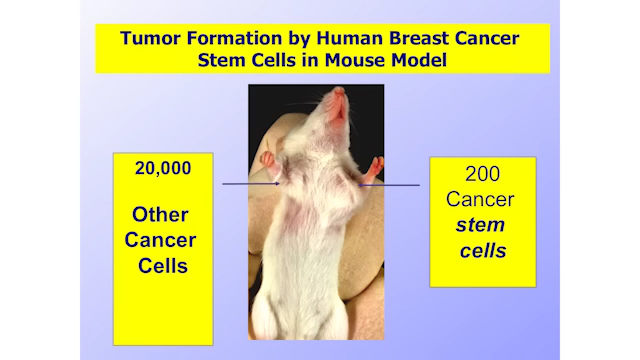 Tumor Formation by Human Breast Cancer
Stem Cells in Mouse Model
20,000
Other
Cancer
Cells
200
Cancer
stem
cells